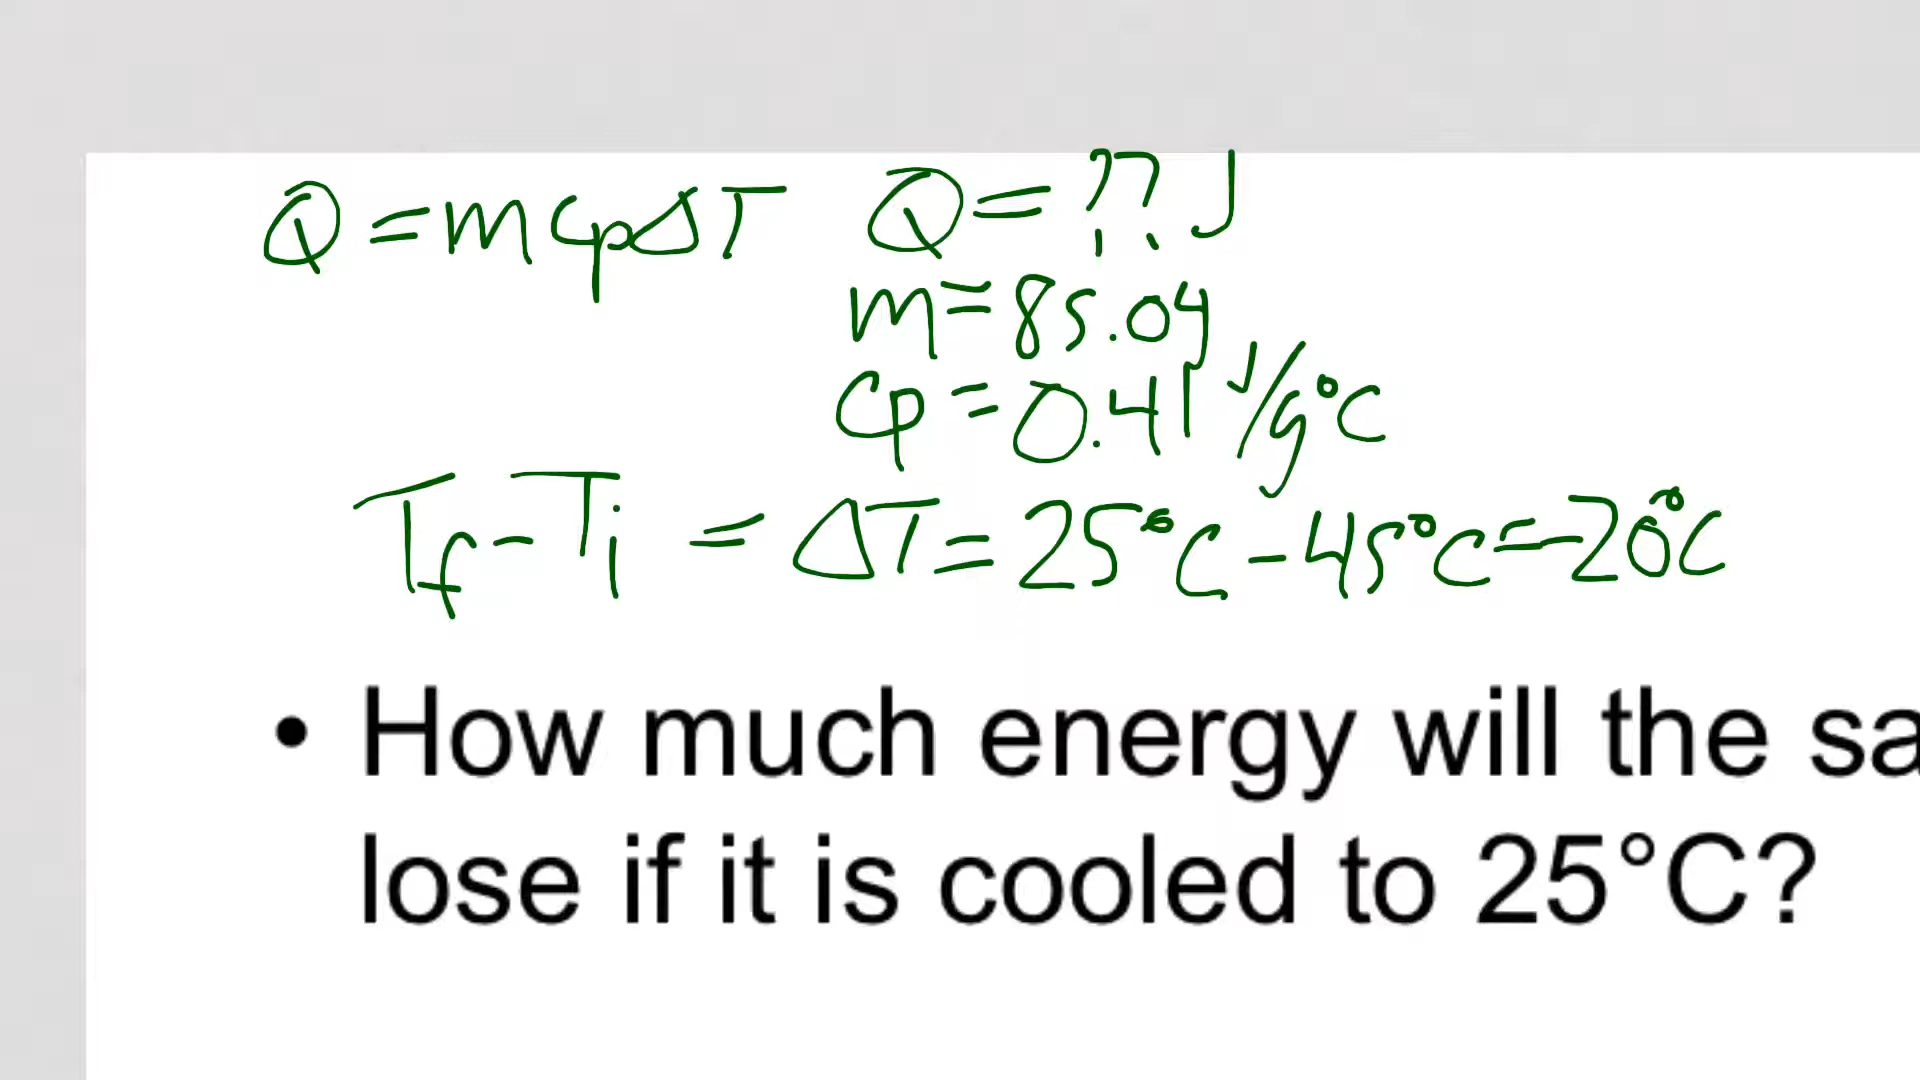 Q = mCpΔT Q = ?? J
m = 85.0g
Cp = 0.41 J/g°C
Tf - Ti = ΔT = 25°C - 45°C = -20°C
• How much energy will the sa
lose if it is cooled to 25°C?